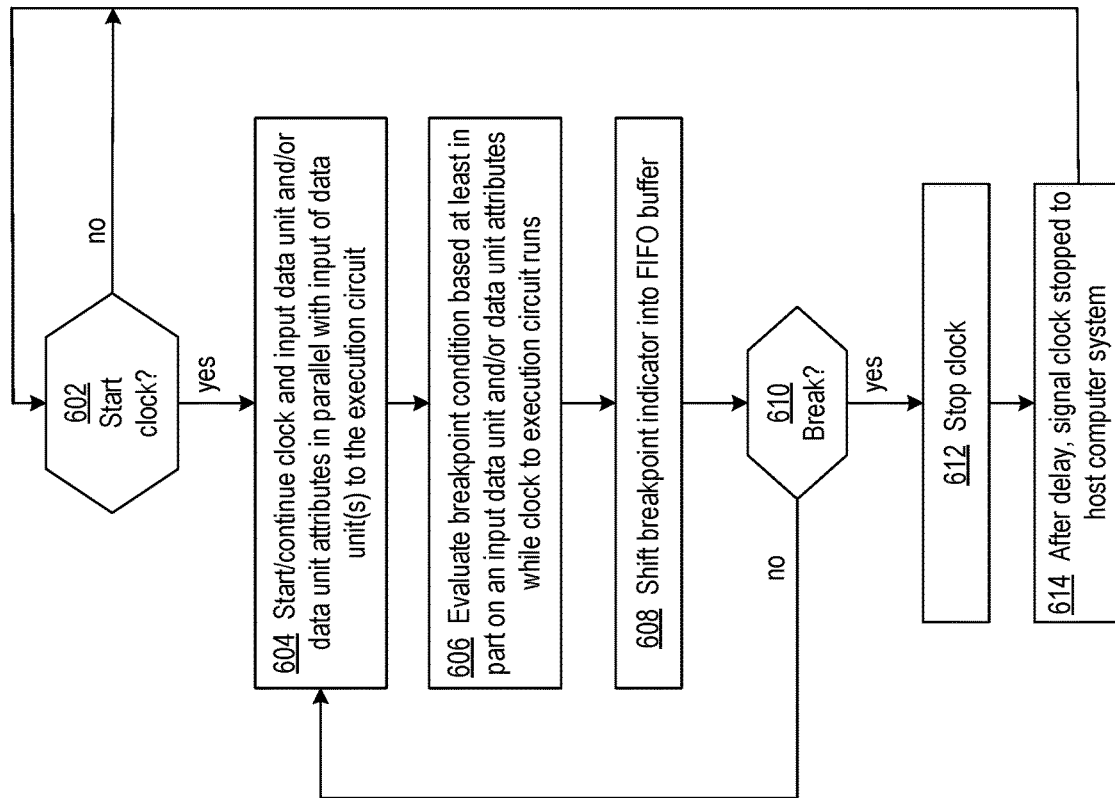 602
Start
clock?
no
yes
604 Start/continue clock and input data unit and/or
data unit attributes in parallel with input of data
unit(s) to the execution circuit
606 Evaluate breakpoint condition based at least in
part on an input data unit and/or data unit attributes
while clock to execution circuit runs
608 Shift breakpoint indicator into FIFO buffer
610
Break?
no
yes
612 Stop clock
614 After delay, signal clock stopped to
host computer system